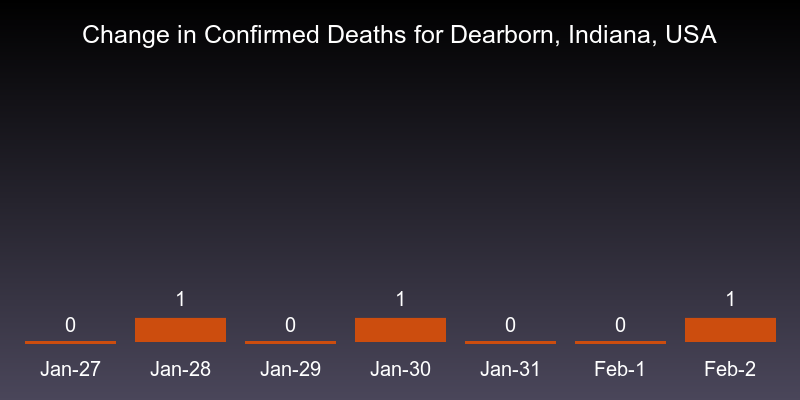 Change in Confirmed Deaths for Dearborn, Indiana, USA
0 1 0 1 0 0 1
Jan-27 Jan-28 Jan-29 Jan-30 Jan-31 Feb-1 Feb-2